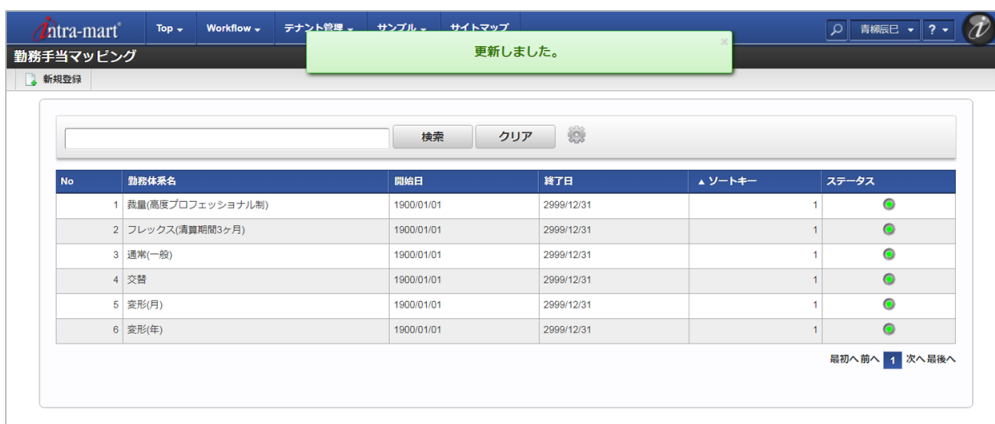 intra-mart Top Workflow テナント管理 サンプル サイトマップ 青柳辰巳 ?
更新しました。
勤務手当マッピング
新規登録
検索 クリア
No 勤務体系名 開始日 終了日 ▲ ソートキー ステータス
1 裁量(高度プロフェッショナル制) 1900/01/01 2999/12/31 1
2 フレックス(清算期間3ヶ月) 1900/01/01 2999/12/31 1
3 通常(一般) 1900/01/01 2999/12/31 1
4 交替 1900/01/01 2999/12/31 1
5 変形(月) 1900/01/01 2999/12/31 1
6 変形(年) 1900/01/01 2999/12/31 1
最初へ 前へ 1 次へ 最後へ